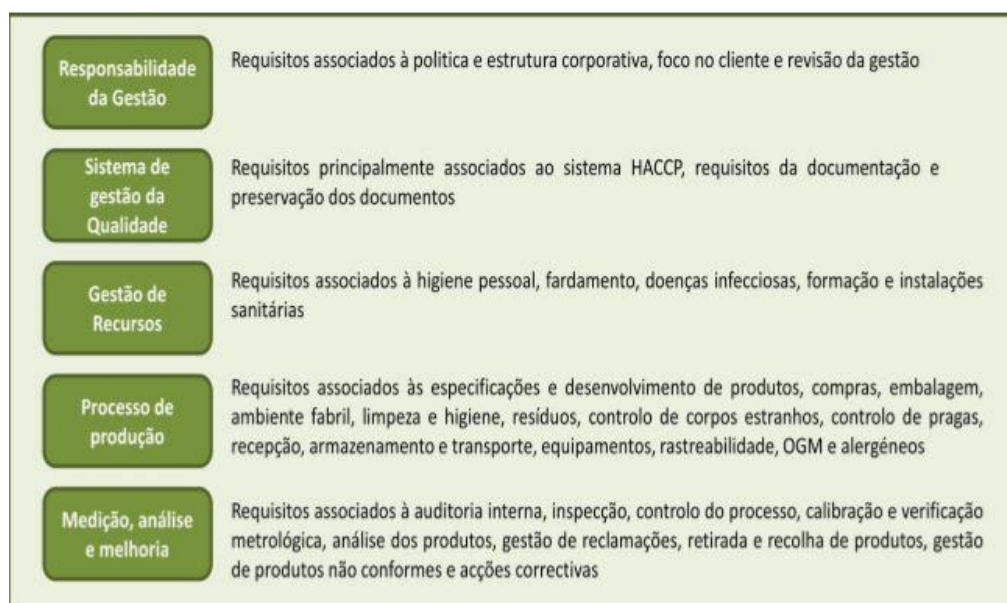 Responsabilidade
da Gestão
Requisitos associados à politica e estrutura corporativa, foco no cliente e revisão da gestão
Sistema de
gestão da
Qualidade
Requisitos principalmente associados ao sistema HACCP, requisitos da documentação e
preservação dos documentos
Gestão de
Recursos
Requisitos associados à higiene pessoal, fardamento, doenças infecciosas, formação e instalações
sanitárias
Processo de
produção
Requisitos associados às especificações e desenvolvimento de produtos, compras, embalagem,
ambiente fabril, limpeza e higiene, resíduos, controlo de corpos estranhos, controlo de pragas,
recepção, armazenamento e transporte, equipamentos, rastreabilidade, OGM e alergéneos
Medição, análise
e melhoria
Requisitos associados à auditoria interna, inspecção, controlo do processo, calibração e verificação
metrológica, análise dos produtos, gestão de reclamações, retirada e recolha de produtos, gestão
de produtos não conformes e acções correctivas